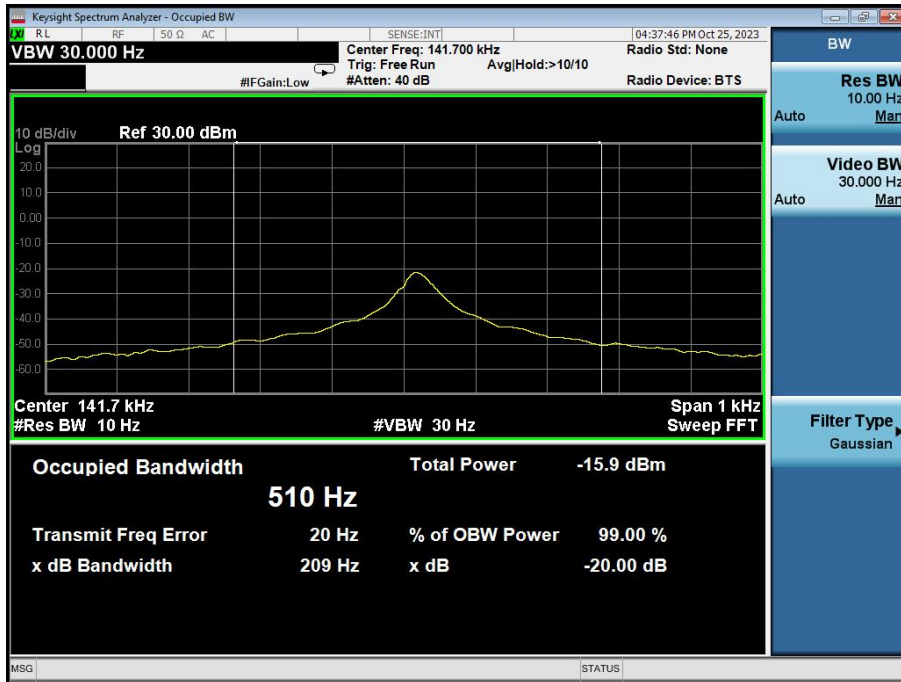 Keysight Spectrum Analyzer - Occupied BW
LXI RL RF 50 Ω AC SENSE:INT 04:37:46 PM Oct 25, 2023
VBW 30.000 Hz
Center Freq: 141.700 kHz
Radio Std: None
Trig: Free Run Avg|Hold:>10/10
#IFGain:Low
#Atten: 40 dB
Radio Device: BTS
10 dB/div Ref 30.00 dBm
Log
20.0
10.0
0.00
-10.0
-20.0
-30.0
-40.0
-50.0
-60.0
Center 141.7 kHz Span 1 kHz
#Res BW 10 Hz #VBW 30 Hz Sweep FFT
Occupied Bandwidth Total Power -15.9 dBm
510 Hz
Transmit Freq Error 20 Hz % of OBW Power 99.00 %
x dB Bandwidth 209 Hz x dB -20.00 dB
MSG STATUS
BW
Res BW
10.00 Hz
Auto Man
Video BW
30.000 Hz
Auto Man
Filter Type
Gaussian